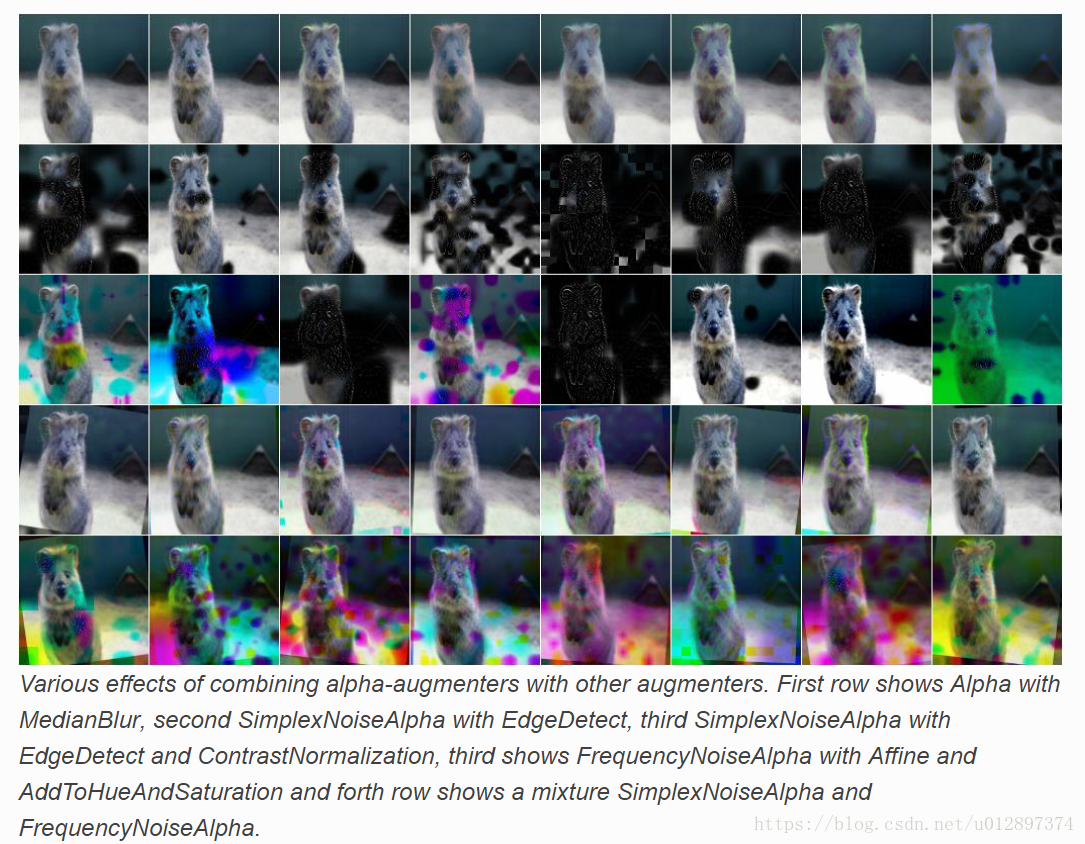 Various effects of combining alpha-augmenters with other augmenters. First row shows Alpha with
MedianBlur, second SimplexNoiseAlpha with EdgeDetect, third SimplexNoiseAlpha with
EdgeDetect and ContrastNormalization, third shows FrequencyNoiseAlpha with Affine and
AddToHueAndSaturation and forth row shows a mixture SimplexNoiseAlpha and
FrequencyNoiseAlpha.
https://blog.csdn.net/u012897374